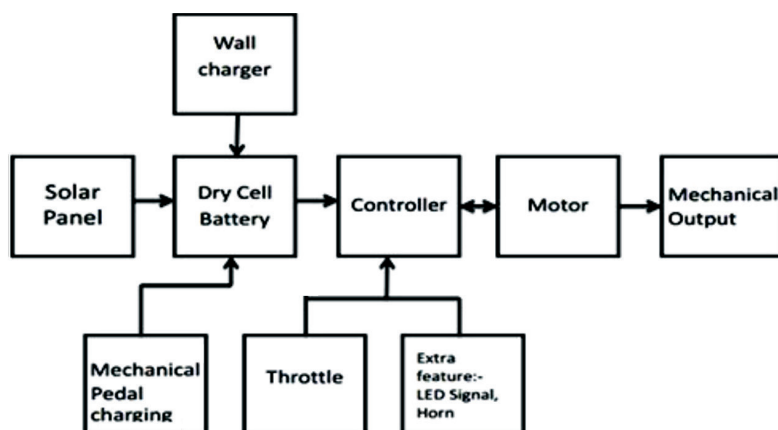 Wall
charger
Solar
Panel
Dry Cell
Battery
Controller
Motor
Mechanical
Output
Mechanical
Pedal
charging
Throttle
Extra
feature:-
LED Signal,
Horn